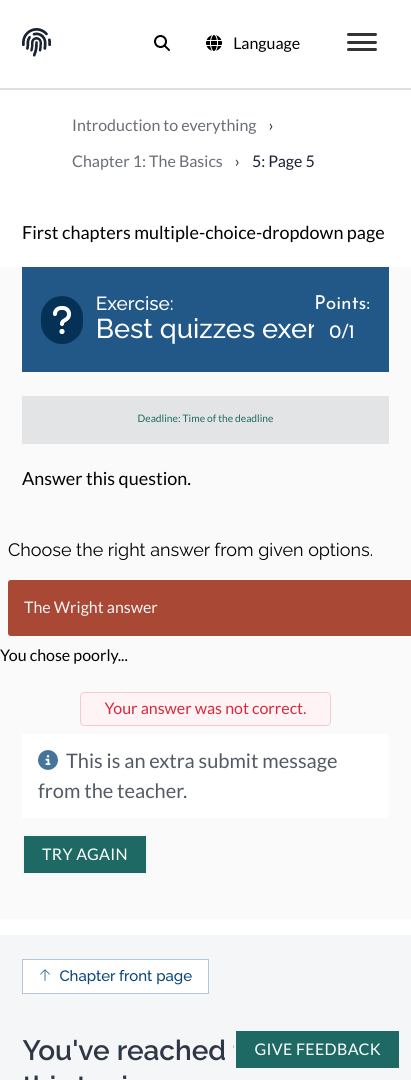 Language
Introduction to everything ›
Chapter 1: The Basics › 5: Page 5
First chapters multiple-choice-dropdown page
?
Exercise:
Best quizzes exer
Points:
0/1
Deadline: Time of the deadline
Answer this question.
Choose the right answer from given options.
The Wright answer
You chose poorly...
Your answer was not correct.
This is an extra submit message
from the teacher.
TRY AGAIN
↑ Chapter front page
You've reached
GIVE FEEDBACK